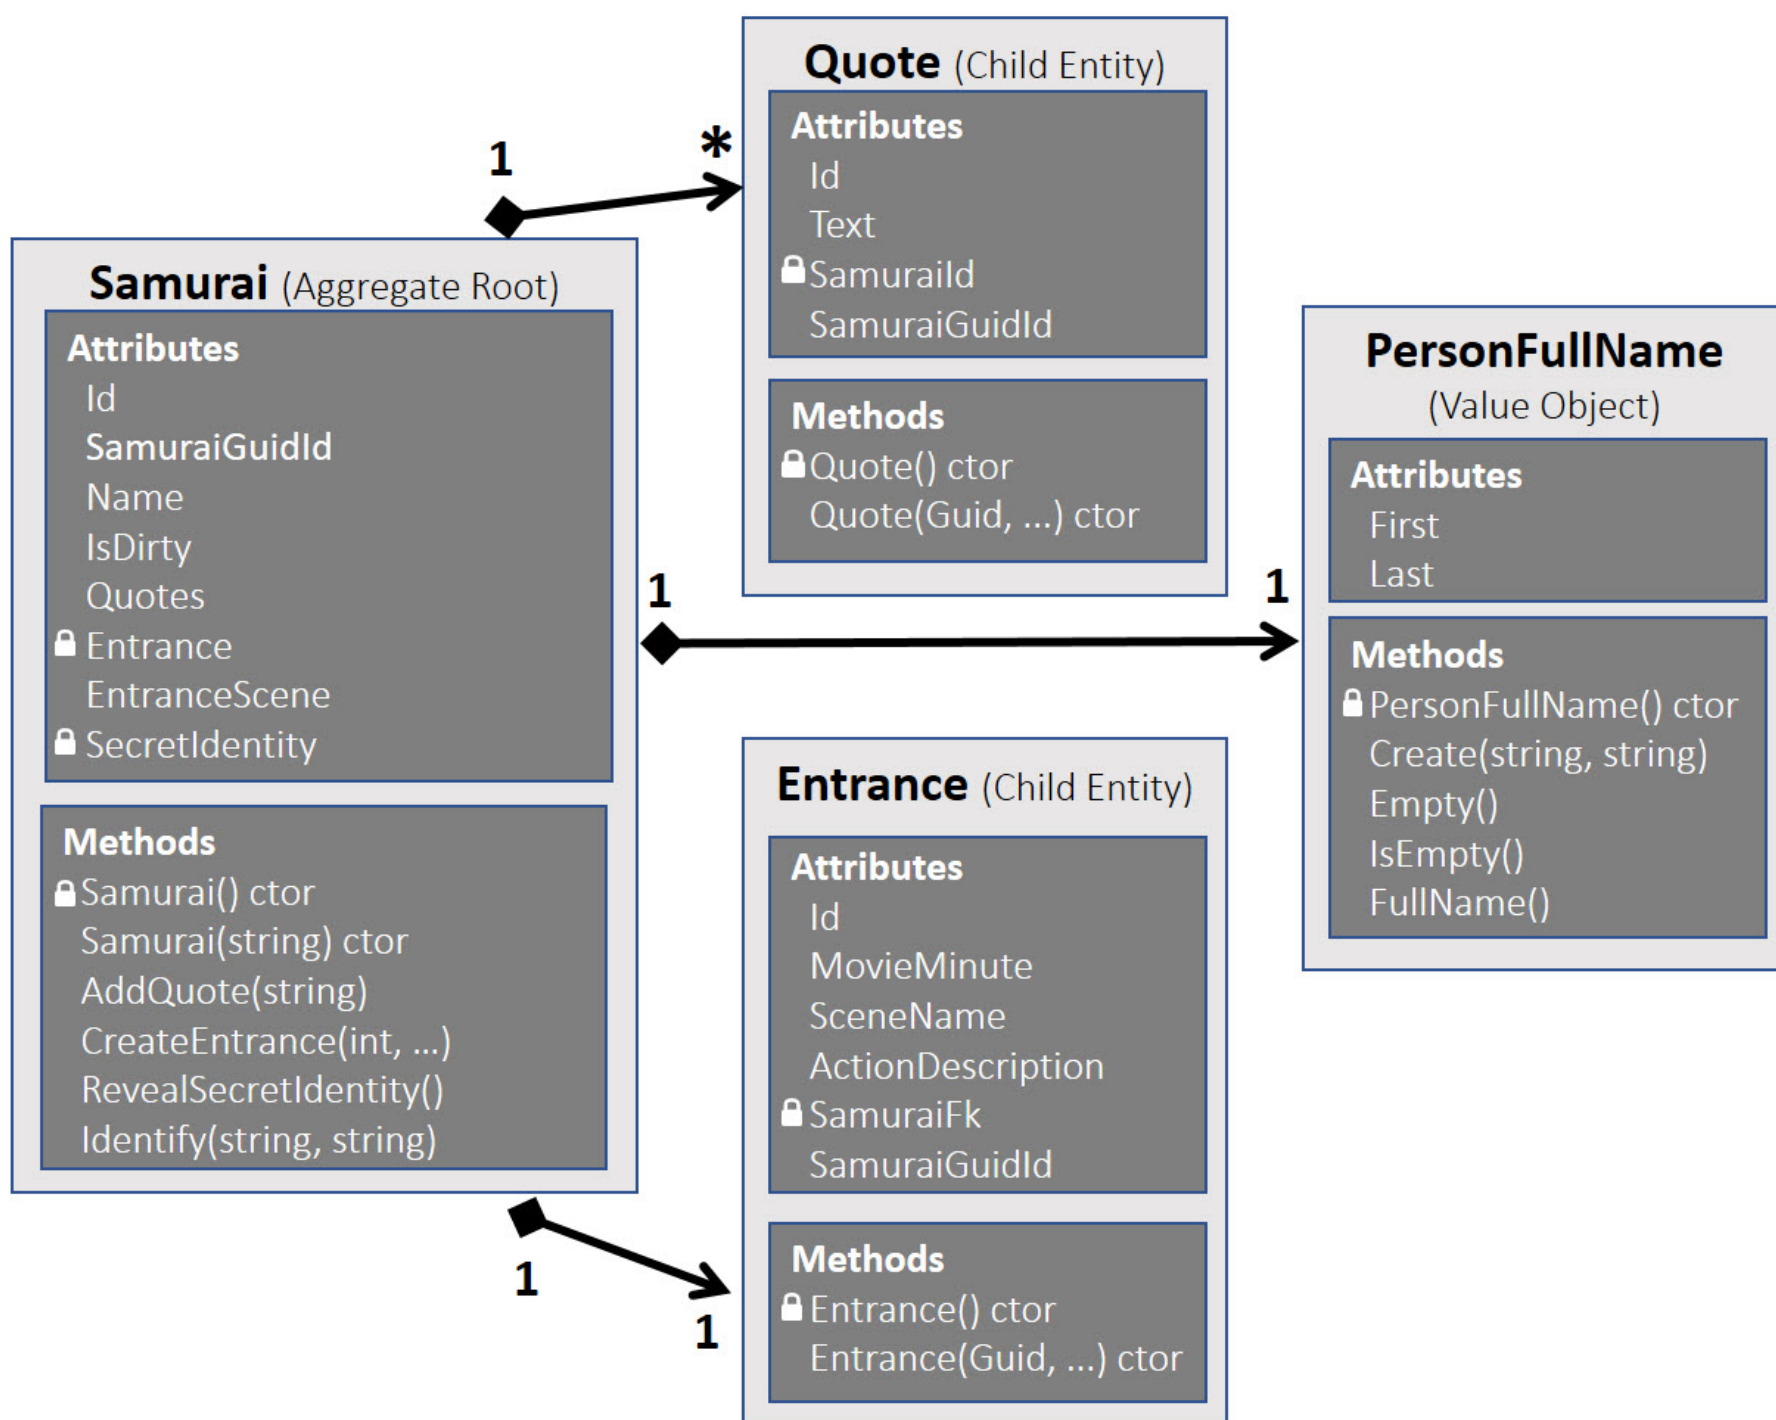 Quote (Child Entity)
Attributes
Id
Text
SamuraiId
SamuraiGuidId
Methods
Quote() ctor
Quote(Guid, ...) ctor
1
*
Samurai (Aggregate Root)
Attributes
Id
SamuraiGuidId
Name
IsDirty
Quotes
Entrance
EntranceScene
SecretIdentity
Methods
Samurai() ctor
Samurai(string) ctor
AddQuote(string)
CreateEntrance(int, ...)
RevealSecretIdentity()
Identify(string, string)
1
1
PersonFullName
(Value Object)
Attributes
First
Last
Methods
PersonFullName() ctor
Create(string, string)
Empty()
IsEmpty()
FullName()
Entrance (Child Entity)
Attributes
Id
MovieMinute
SceneName
ActionDescription
SamuraiFk
SamuraiGuidId
Methods
Entrance() ctor
Entrance(Guid, ...) ctor
1
1